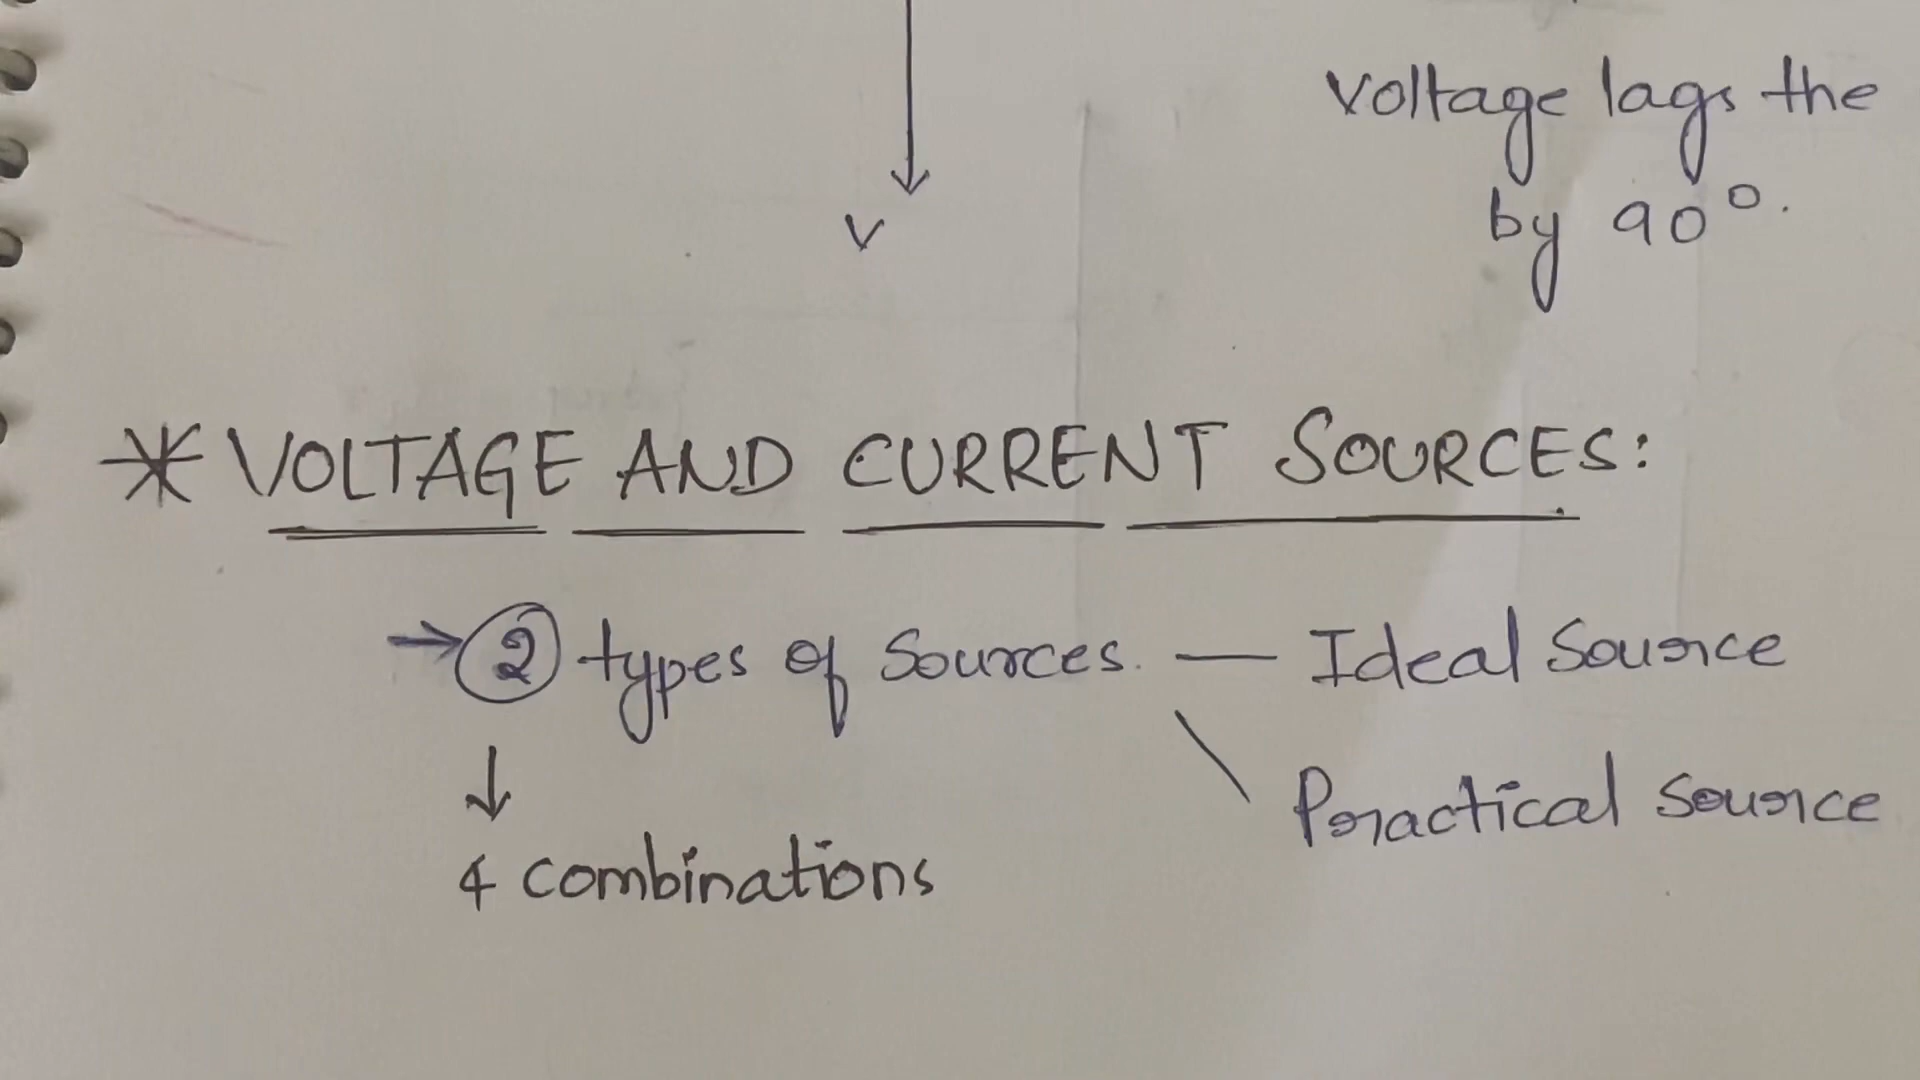 Voltage lags the
by 90°.
V
* VOLTAGE AND CURRENT SOURCES:
→ 2 types of Sources. — Ideal Source
\ Practical Source
↓
4 combinations